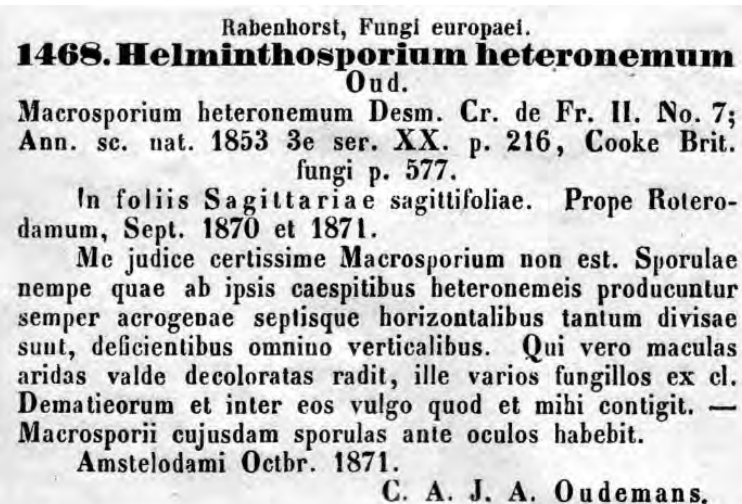 Rabenhorst, Fungi europaei.
1468. Helminthosporium heteronemum
Oud.
Macrosporium heteronemum Desm. Cr. de Fr. II. No. 7;
Ann. sc. nat. 1853 3e ser. XX. p. 216, Cooke Brit.
fungi p. 577.
In foliis Sagittariae sagittifoliae. Prope Rotero-
damum, Sept. 1870 et 1871.
Me judice certissime Macrosporium non est. Sporulae
nempe quae ab ipsis caespitibus heteronemeis producuntur
semper acrogenae septisque horizontalibus tantum divisae
sunt, deficientibus omnino verticalibus. Qui vero maculas
aridas valde decoloratas radit, ille varios fungillos ex cl.
Dematieorum et inter eos vulgo quod et mihi contigit. —
Macrosporii cujusdam sporulas ante oculos habebit.
Amstelodami Octbr. 1871.
C. A. J. A. Oudemans.